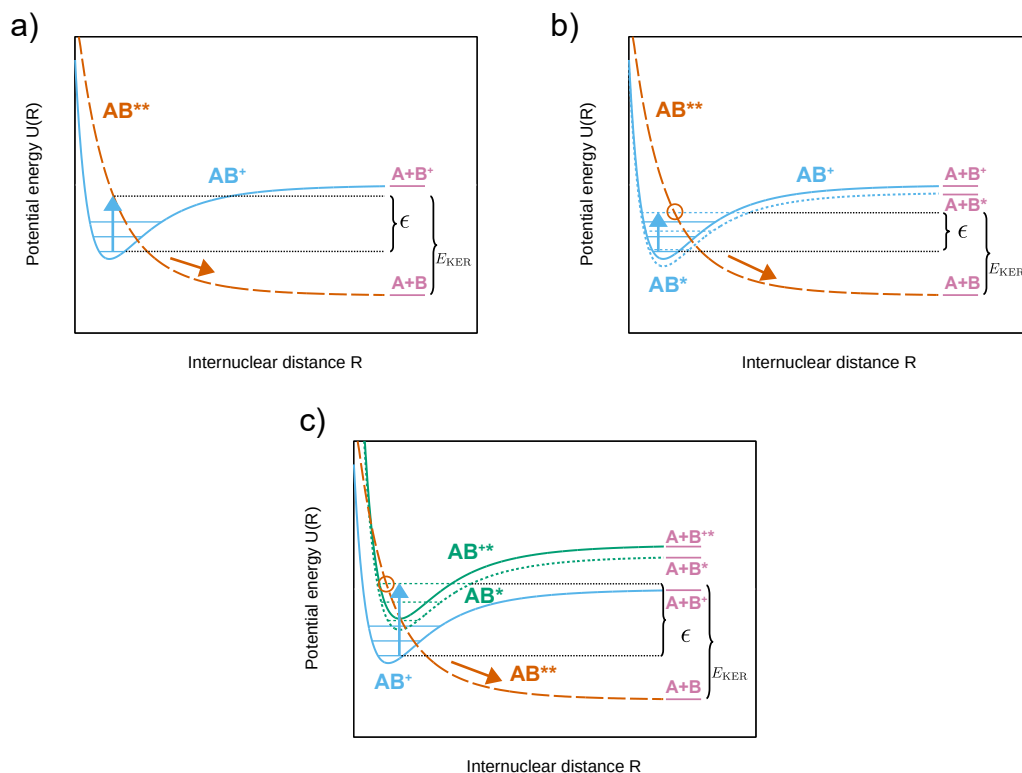 a)
Potential energy U(R)
AB**
AB⁺
A+B⁺
ϵ
E_KER
A+B
Internuclear distance R
b)
Potential energy U(R)
AB**
AB⁺
A+B⁺
A+B*
ϵ
E_KER
AB*
A+B
Internuclear distance R
c)
Potential energy U(R)
AB⁺*
A+B⁺*
A+B*
AB*
A+B⁺
ϵ
E_KER
AB⁺
AB**
A+B
Internuclear distance R